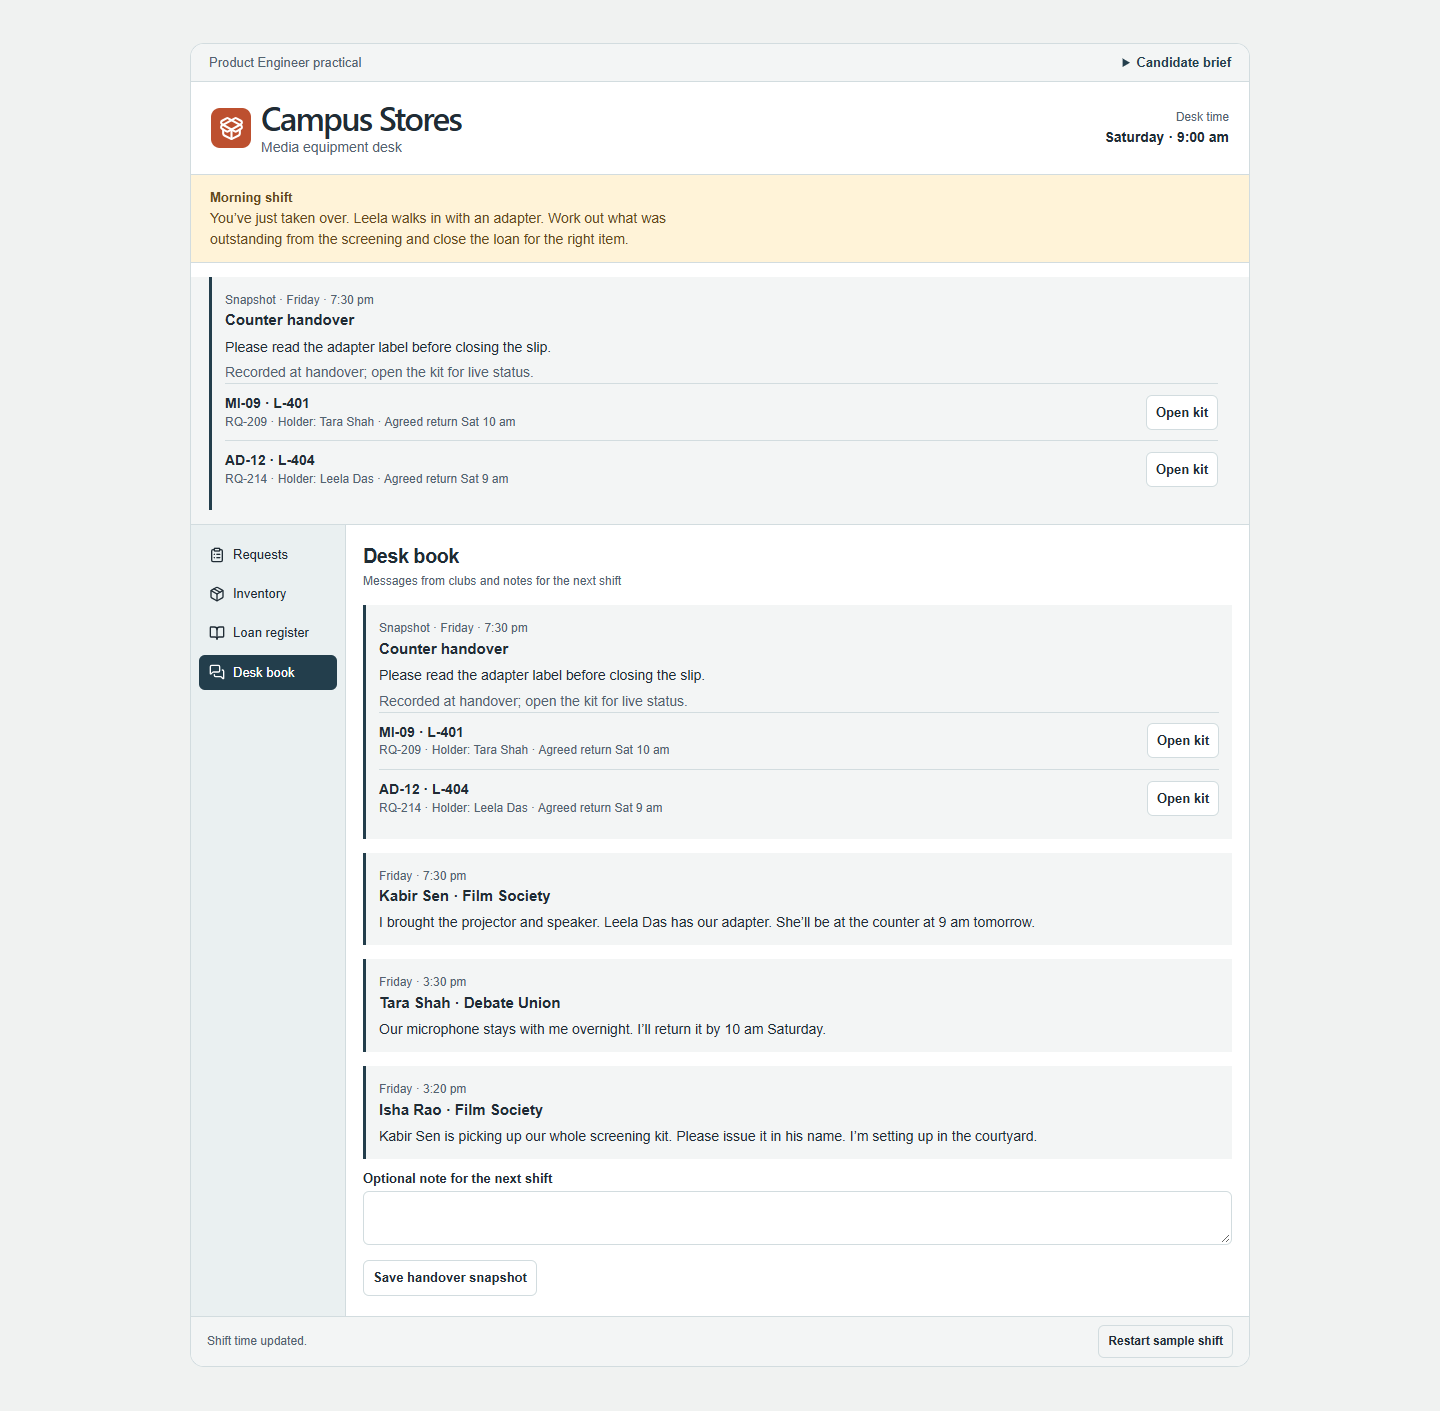 Product Engineer practical
Candidate brief
Campus Stores
Media equipment desk
Desk time
Saturday · 9:00 am
Morning shift
You’ve just taken over. Leela walks in with an adapter. Work out what was
outstanding from the screening and close the loan for the right item.
Snapshot · Friday · 7:30 pm
Counter handover
Please read the adapter label before closing the slip.
Recorded at handover; open the kit for live status.
MI-09 · L-401
RQ-209 · Holder: Tara Shah · Agreed return Sat 10 am
Open kit
AD-12 · L-404
RQ-214 · Holder: Leela Das · Agreed return Sat 9 am
Open kit
Requests
Inventory
Loan register
Desk book
Desk book
Messages from clubs and notes for the next shift
Snapshot · Friday · 7:30 pm
Counter handover
Please read the adapter label before closing the slip.
Recorded at handover; open the kit for live status.
MI-09 · L-401
RQ-209 · Holder: Tara Shah · Agreed return Sat 10 am
Open kit
AD-12 · L-404
RQ-214 · Holder: Leela Das · Agreed return Sat 9 am
Open kit
Friday · 7:30 pm
Kabir Sen · Film Society
I brought the projector and speaker. Leela Das has our adapter. She’ll be at the counter at 9 am tomorrow.
Friday · 3:30 pm
Tara Shah · Debate Union
Our microphone stays with me overnight. I’ll return it by 10 am Saturday.
Friday · 3:20 pm
Isha Rao · Film Society
Kabir Sen is picking up our whole screening kit. Please issue it in his name. I’m setting up in the courtyard.
Optional note for the next shift
Save handover snapshot
Shift time updated.
Restart sample shift